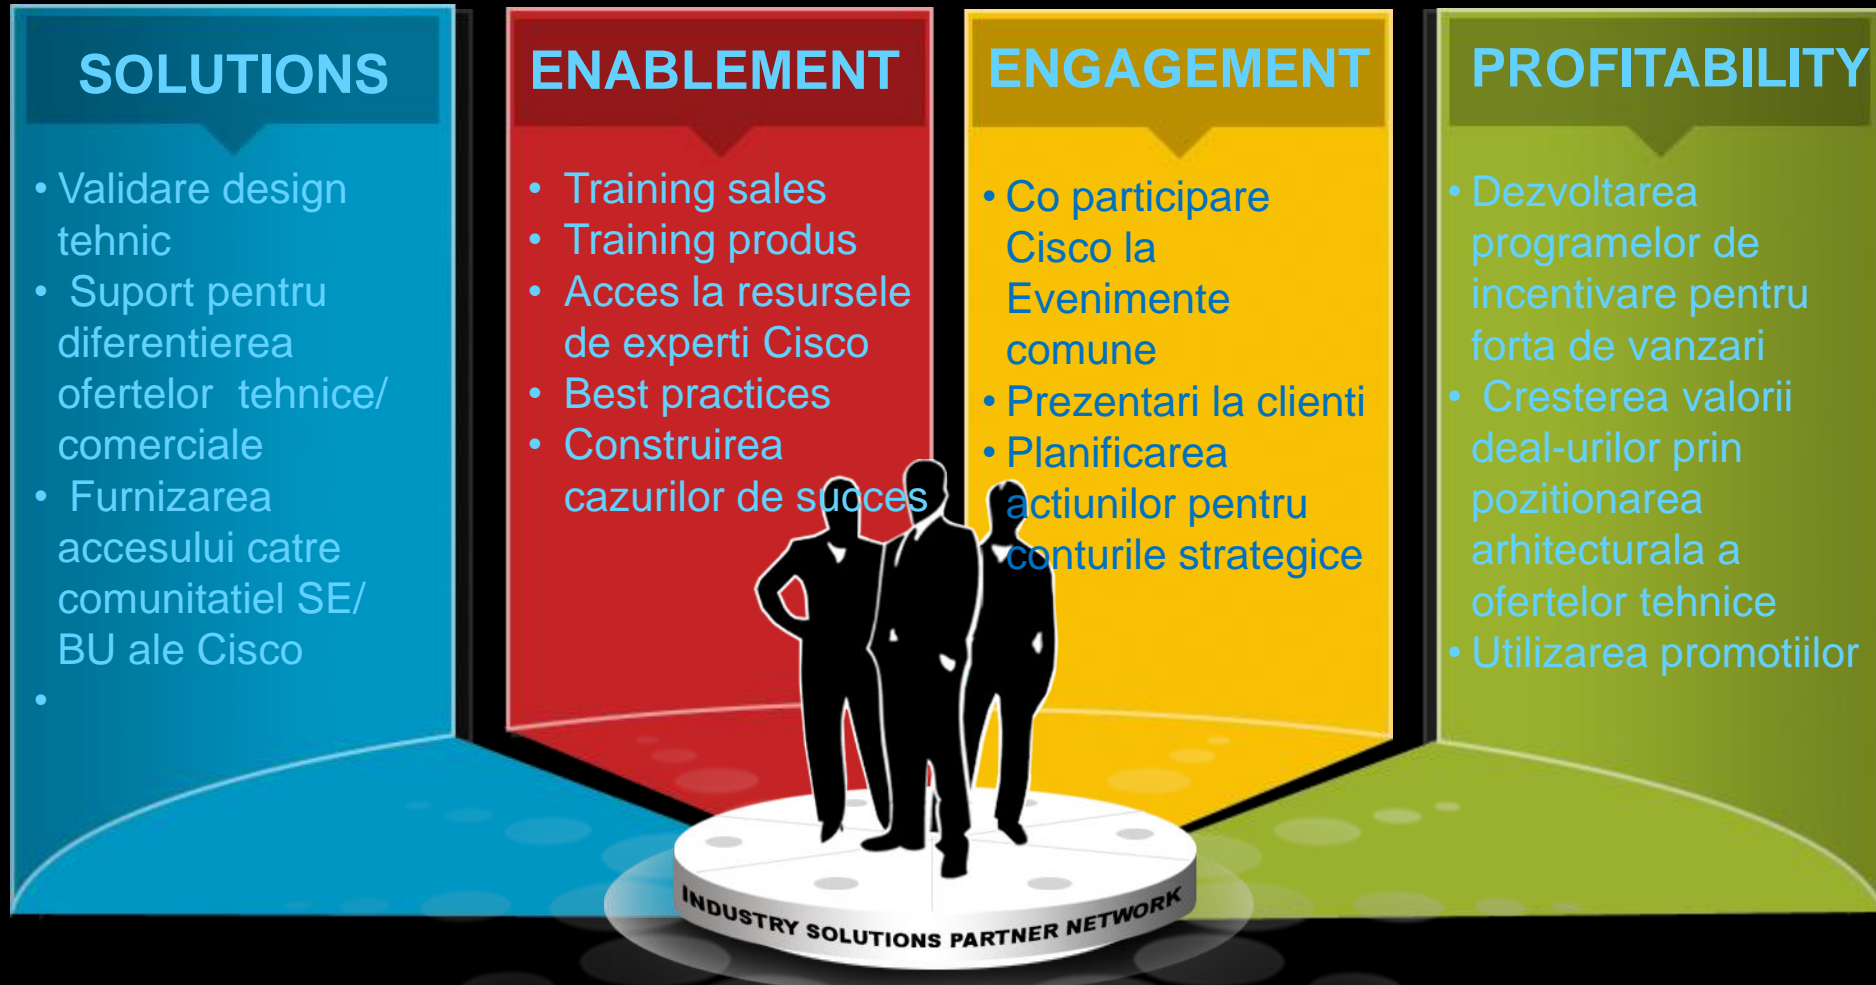 SOLUTIONS
• Validare design
tehnic
• Suport pentru
diferentierea
ofertelor tehnice/
comerciale
• Furnizarea
accesului catre
comunitatiel SE/
BU ale Cisco
•
ENABLEMENT
• Training sales
• Training produs
• Acces la resursele
de experti Cisco
• Best practices
• Construirea
cazurilor de succes
ENGAGEMENT
• Co participare
Cisco la
Evenimente
comune
• Prezentari la clienti
• Planificarea
actiunilor pentru
conturile strategice
PROFITABILITY
• Dezvoltarea
programelor de
incentivare pentru
forta de vanzari
• Cresterea valorii
deal-urilor prin
pozitionarea
arhitecturala a
ofertelor tehnice
• Utilizarea promotiilor
INDUSTRY SOLUTIONS PARTNER NETWORK